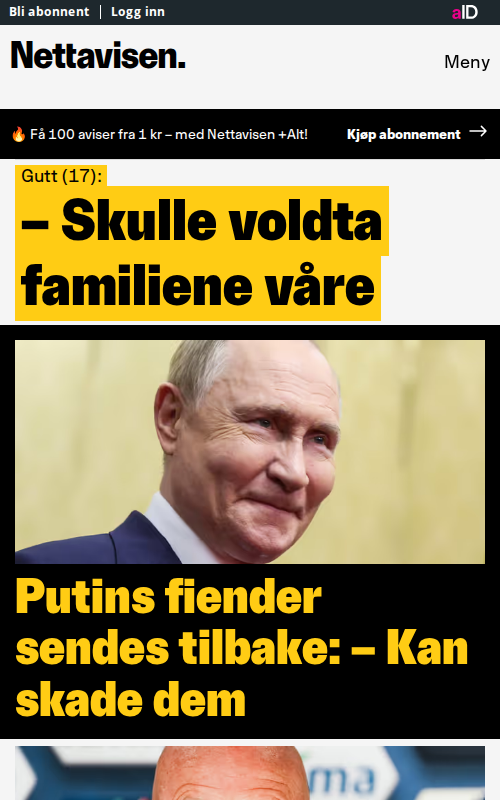 Bli abonnent | Logg inn
aID
Nettavisen.
Meny
🔥 Få 100 aviser fra 1 kr – med Nettavisen +Alt!
Kjøp abonnement →
Gutt (17):
– Skulle voldta
familiene våre
Putins fiender
sendes tilbake: – Kan
skade dem